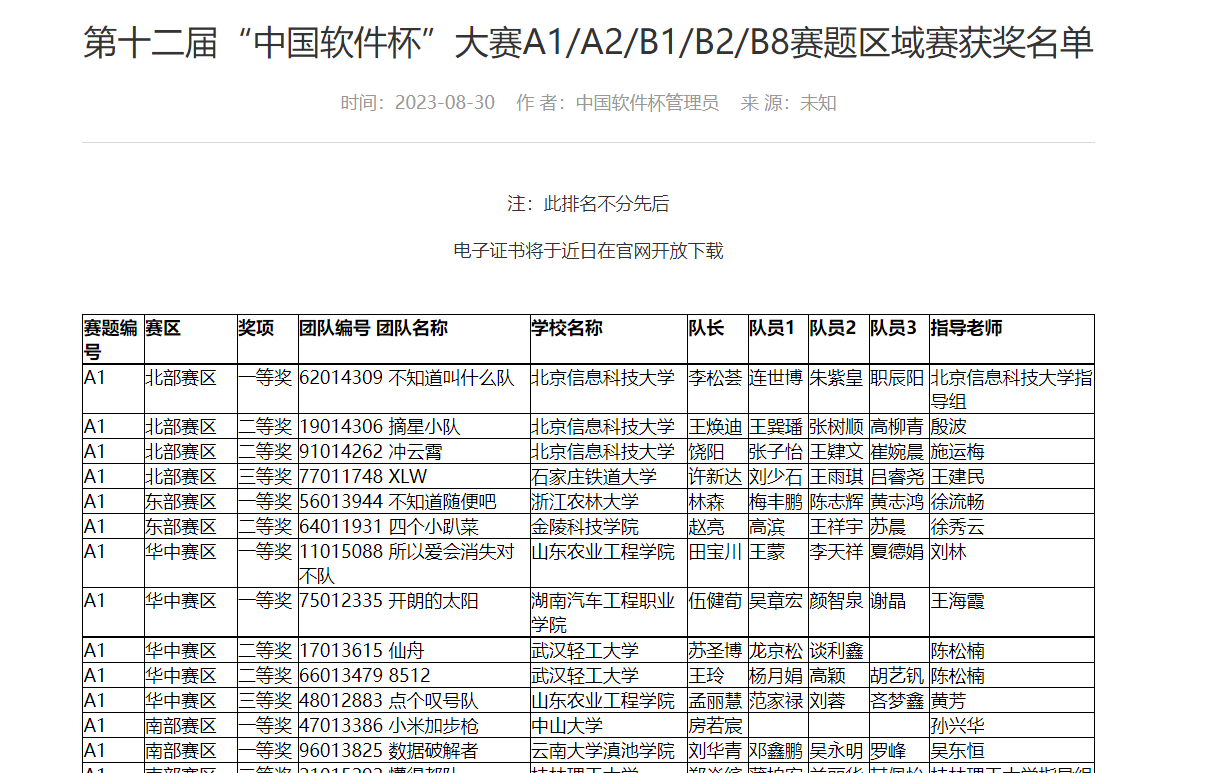 第十二届“中国软件杯”大赛A1/A2/B1/B2/B8赛题区域赛获奖名单
时间：2023-08-30 作 者：中国软件杯管理员 来 源：未知
注：此排名不分先后
电子证书将于近日在官网开放下载
赛题编号 赛区 奖项 团队编号 团队名称 学校名称 队长 队员1 队员2 队员3 指导老师
A1 北部赛区 一等奖 62014309 不知道叫什么队 北京信息科技大学 李松荟 连世博 朱紫皇 职辰阳 北京信息科技大学指导组
A1 北部赛区 二等奖 19014306 摘星小队 北京信息科技大学 王焕迪 王巽璠 张树顺 高柳青 殷波
A1 北部赛区 二等奖 91014262 冲云霄 北京信息科技大学 饶阳 张子怡 王肄文 崔婉晨 施运梅
A1 北部赛区 三等奖 77011748 XLW 石家庄铁道大学 许新达 刘少石 王雨琪 吕睿尧 王建民
A1 东部赛区 一等奖 56013944 不知道随便吧 浙江农林大学 林森 梅丰鹏 陈志辉 黄志鸿 徐流畅
A1 东部赛区 二等奖 64011931 四个小趴菜 金陵科技学院 赵亮 高滨 王祥宇 苏晨 徐秀云
A1 华中赛区 一等奖 11015088 所以爱会消失对不队 山东农业工程学院 田宝川 王蒙 李天祥 夏德娟 刘林
A1 华中赛区 一等奖 75012335 开朗的太阳 湖南汽车工程职业学院 伍健荀 吴章宏 颜智泉 谢晶 王海霞
A1 华中赛区 二等奖 17013615 仙舟 武汉轻工大学 苏圣博 龙京松 谈利鑫 陈松楠
A1 华中赛区 二等奖 66013479 8512 武汉轻工大学 王玲 杨月娟 高颖 胡艺钒 陈松楠
A1 华中赛区 三等奖 48012883 点个叹号队 山东农业工程学院 孟丽慧 范家禄 刘蓉 吝梦鑫 黄芳
A1 南部赛区 一等奖 47013386 小米加步枪 中山大学 房若宸 孙兴华
A1 南部赛区 一等奖 96013825 数据破解者 云南大学滇池学院 刘华青 邓鑫鹏 吴永明 罗峰 吴东恒